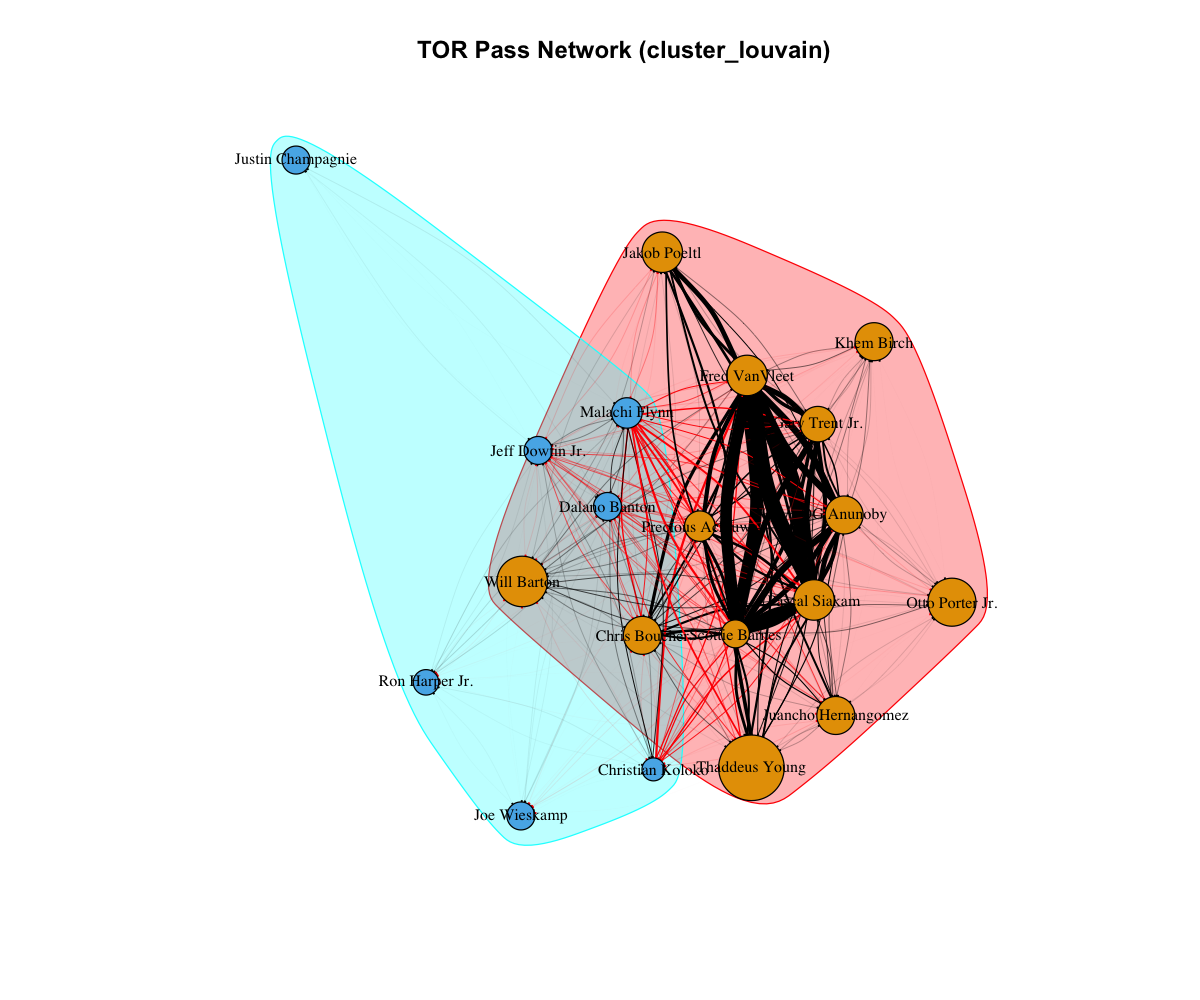 TOR Pass Network (cluster_louvain)
Justin Champagnie
Jakob Poeltl
Khem Birch
Fred VanVleet
Malachi Flynn
Gary Trent Jr.
Jeff Dowtin Jr.
Dalano Banton
OG Anunoby
Precious Achiuwa
Will Barton
Pascal Siakam
Otto Porter Jr.
Chris Boucher
Scottie Barnes
Ron Harper Jr.
Juancho Hernangomez
Christian Koloko
Thaddeus Young
Joe Wieskamp